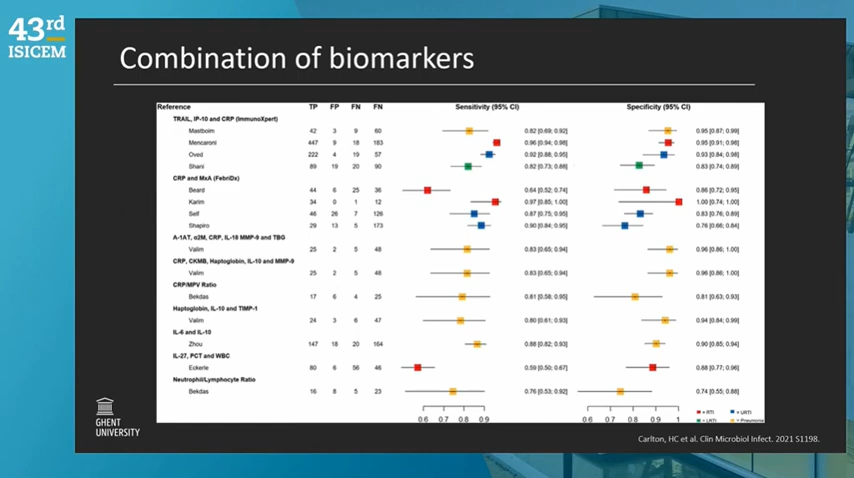 43rd
ISICEM
Combination of biomarkers
Reference TP FP FN FN Sensitivity (95% CI) Specificity (95% CI)
TRAIL, IP-10 and CRP (ImmunoXpert)
Mastboim 42 3 9 60 0.82 [0.69; 0.92] 0.95 [0.87; 0.99]
Mencaroni 447 9 18 183 0.96 [0.94; 0.98] 0.95 [0.91; 0.98]
Oved 222 4 19 57 0.92 [0.88; 0.95] 0.93 [0.84; 0.98]
Shani 89 19 20 90 0.82 [0.73; 0.88] 0.83 [0.74; 0.89]
CRP and MxA (FebriDx)
Beard 44 6 25 36 0.64 [0.52; 0.74] 0.86 [0.72; 0.95]
Karim 34 0 1 12 0.97 [0.85; 1.00] 1.00 [0.74; 1.00]
Self 46 26 7 126 0.87 [0.75; 0.95] 0.83 [0.76; 0.89]
Shapiro 29 13 5 173 0.90 [0.84; 0.95] 0.76 [0.66; 0.84]
A-1AT, α2M, CRP, IL-18 MMP-9 and TBG
Valim 25 2 5 48 0.83 [0.65; 0.94] 0.96 [0.86; 1.00]
CRP, CKMB, Haptoglobin, IL-10 and MMP-9
Valim 25 2 5 48 0.83 [0.65; 0.94] 0.96 [0.86; 1.00]
CRP/MPV Ratio
Bekdas 17 6 4 25 0.81 [0.58; 0.95] 0.81 [0.63; 0.93]
Haptoglobin, IL-10 and TIMP-1
Valim 24 3 6 47 0.80 [0.61; 0.93] 0.94 [0.84; 0.99]
IL-6 and IL-10
Zhou 147 18 20 164 0.88 [0.82; 0.93] 0.90 [0.85; 0.94]
IL-27, PCT and WBC
Eckerle 80 6 56 46 0.59 [0.50; 0.67] 0.88 [0.77; 0.96]
Neutrophil/Lymphocyte Ratio
Bekdas 16 8 5 23 0.76 [0.53; 0.92] 0.74 [0.55; 0.88]
0.6 0.7 0.8 0.9 0.6 0.7 0.8 0.9 1
= RTI = URTI
= LRTI = Pneumonia
GHENT
UNIVERSITY
Carlton, HC et al. Clin Microbiol Infect. 2021 S1198.